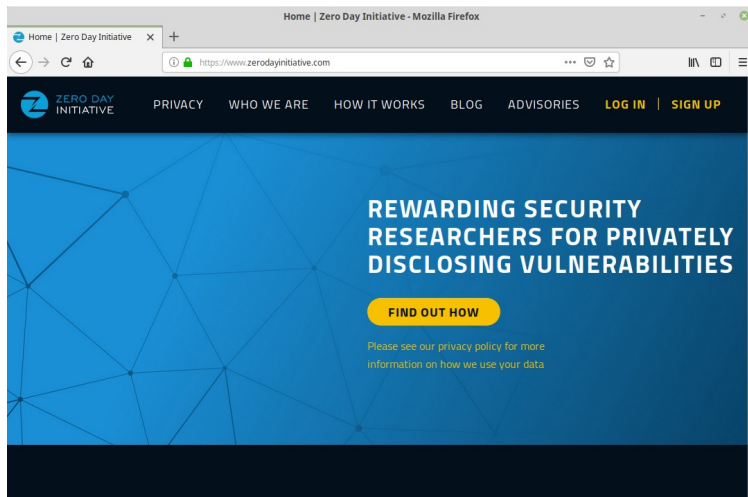 Home | Zero Day Initiative - Mozilla Firefox
Home | Zero Day Initiative
https://www.zerodayinitiative.com
ZERO DAY
INITIATIVE
PRIVACY WHO WE ARE HOW IT WORKS BLOG ADVISORIES LOG IN | SIGN UP
REWARDING SECURITY
RESEARCHERS FOR PRIVATELY
DISCLOSING VULNERABILITIES
FIND OUT HOW
Please see our privacy policy for more
information on how we use your data